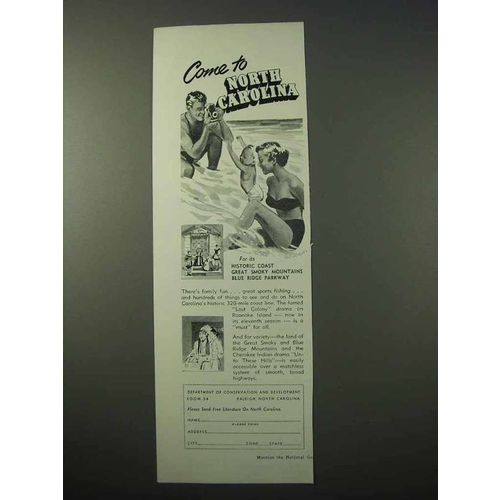 Come to
NORTH
CAROLINA
For its
HISTORIC COAST
GREAT SMOKY MOUNTAINS
BLUE RIDGE PARKWAY
There's family fun . . . great sports fishing . . .
and hundreds of things to see and do on North
Carolina's historic 320-mile coast line. The famed
"Lost Colony" drama on
Roanoke Island — now in
its eleventh season — is a
"must" for all.
And for variety—the land of
the Great Smoky and Blue
Ridge Mountains and the
Cherokee Indian drama "Un-
to These Hills"—is easily
accessible over a matchless
system of smooth, broad
highways.
DEPARTMENT OF CONSERVATION AND DEVELOPMENT
ROOM 36 RALEIGH, NORTH CAROLINA
Please Send Free Literature On North Carolina.
NAME
PLEASE PRINT
ADDRESS
CITY ZONE STATE
Mention the National Ge